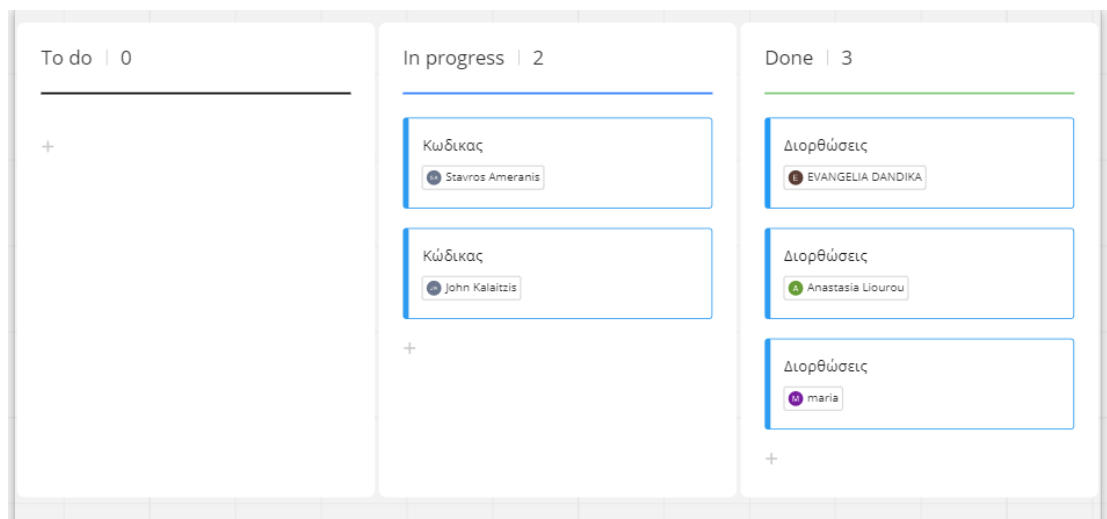 To do | 0
In progress | 2
Κωδικας
Stavros Ameranis
Κώδικας
John Kalaitzis
Done | 3
Διορθώσεις
E EVANGELIA DANDIKA
Διορθώσεις
A Anastasia Liourou
Διορθώσεις
M maria